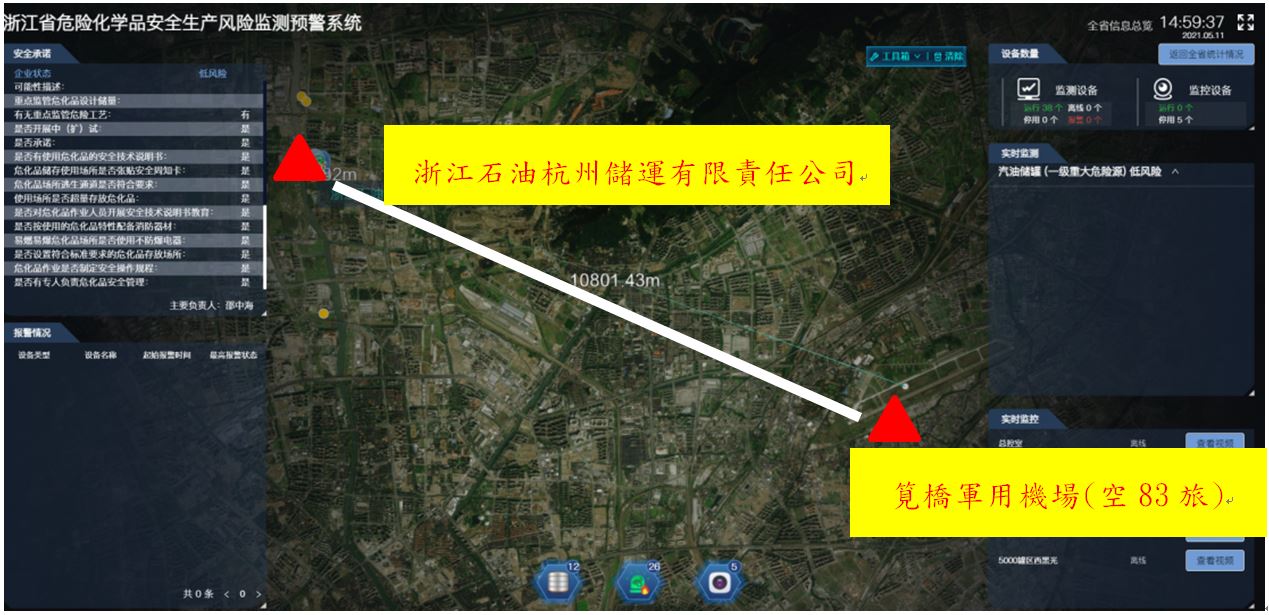 浙江省危险化学品安全生产风险监测预警系统
全省信息总览 14:59:37
2021.05.11
安全承诺
企业状态 低风险
可能性描述:
重点监管危化品设计储量:
有无重点监管危险工艺: 有
是否开展中（扩）试: 是
是否承诺: 是
是否有使用危化品的安全技术说明书: 是
危化品储存使用场所是否张贴安全周知卡: 是
危化品场所逃生通道是否符合要求: 是
使用场所是否超量存放危化品: 是
是否对危化品作业人员开展安全技术说明书教育: 是
是否按使用的危化品特性配备消防器材: 是
易燃易爆危化品场所是否使用不防爆电器: 是
是否设置符合标准要求的危化品存放场所: 是
危化品作业是否制定安全操作规程: 是
是否有专人负责危化品安全管理: 是
主要负责人: 邵中海
报警情况
设备类型 设备名称 起始报警时间 最高报警状态
共 0 条 < 0 >
工具箱 清除
92m
浙江石油杭州儲運有限責任公司
10801.43m
筧橋軍用機場(空 83 旅)
12
26
5
设备数量
返回全省统计情况
监测设备
运行 38 个 离线 0 个
停用 0 个 报警 0 个
监控设备
运行 0 个
停用 5 个
实时监测
汽油储罐 (一级重大危险源) 低风险
实时监控
总控室 离线 查看视频
5000罐区西黑光 离线 查看视频